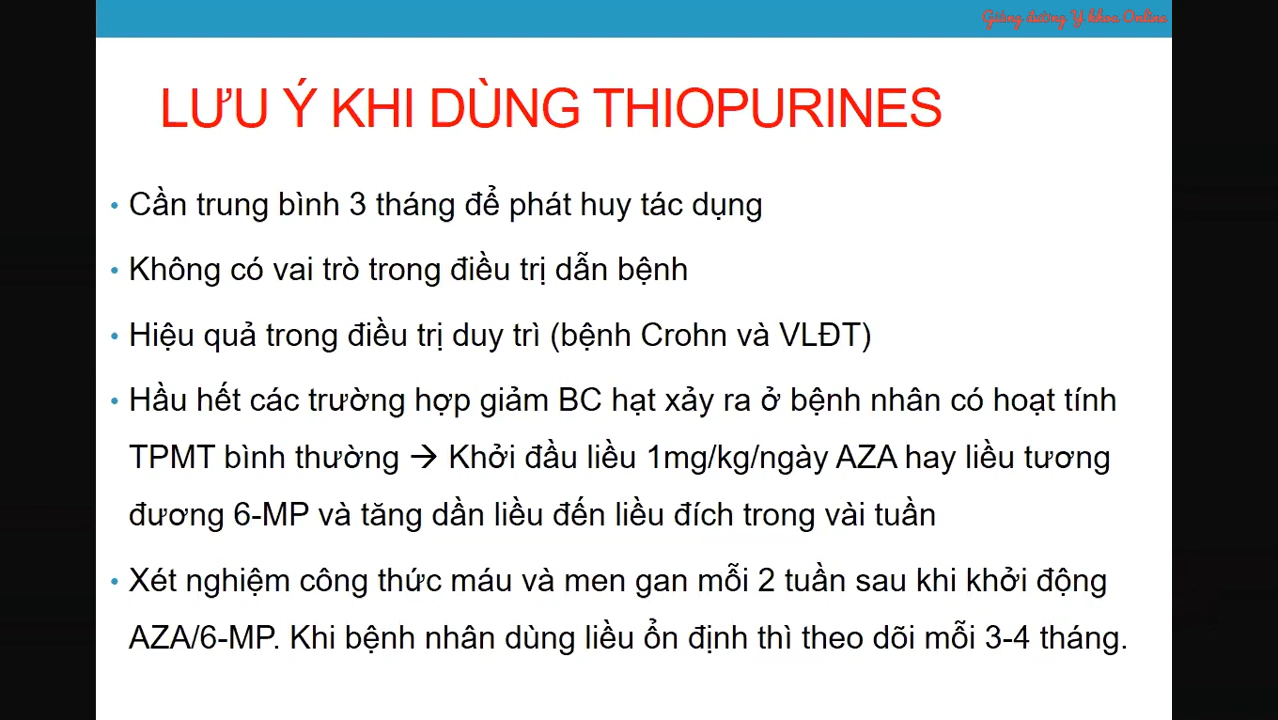 Giảng đường Y khoa Online
LƯU Ý KHI DÙNG THIOPURINES
• Cần trung bình 3 tháng để phát huy tác dụng
• Không có vai trò trong điều trị dẫn bệnh
• Hiệu quả trong điều trị duy trì (bệnh Crohn và VLĐT)
• Hầu hết các trường hợp giảm BC hạt xảy ra ở bệnh nhân có hoạt tính
TPMT bình thường → Khởi đầu liều 1mg/kg/ngày AZA hay liều tương
đương 6-MP và tăng dần liều đến liều đích trong vài tuần
• Xét nghiệm công thức máu và men gan mỗi 2 tuần sau khi khởi động
AZA/6-MP. Khi bệnh nhân dùng liều ổn định thì theo dõi mỗi 3-4 tháng.